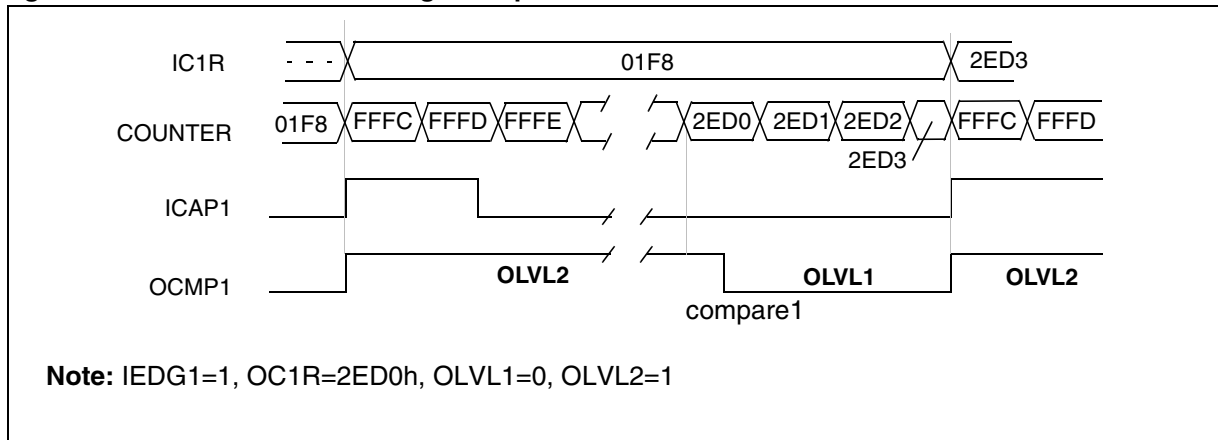 IC1R
01F8
2ED3
COUNTER
01F8 FFFC FFFD FFFE 2ED0 2ED1 2ED2 FFFC FFFD
2ED3
ICAP1
OCMP1
OLVL2
OLVL1
OLVL2
compare1
Note: IEDG1=1, OC1R=2ED0h, OLVL1=0, OLVL2=1